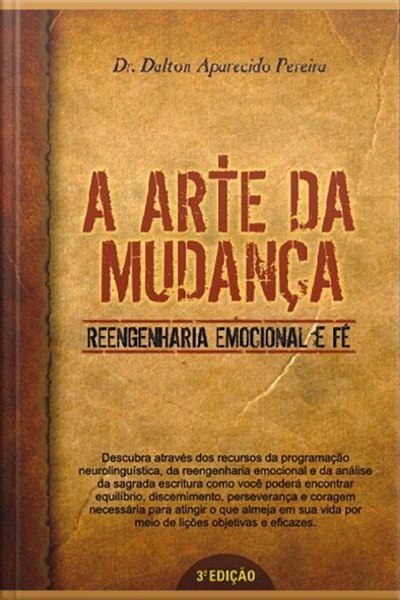 Dr. Dalton Aparecido Pereira
A ARTE DA
MUDANÇA
REENGENHARIA EMOCIONAL E FÉ
Descubra através dos recursos da programação
neurolinguística, da reengenharia emocional e da análise
da sagrada escritura como você poderá encontrar
equilíbrio, discernimento, perseverança e coragem
necessária para atingir o que almeja em sua vida por
meio de lições objetivas e eficazes.
3ª EDIÇÃO